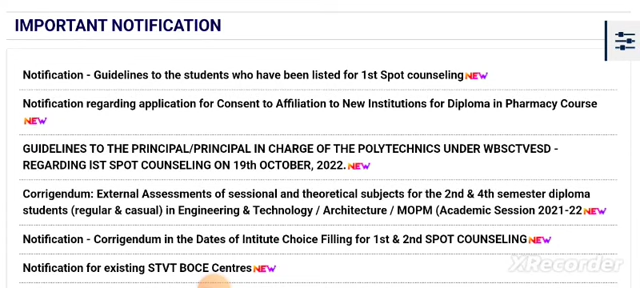 IMPORTANT NOTIFICATION
Notification - Guidelines to the students who have been listed for 1st Spot counseling NEW
Notification regarding application for Consent to Affiliation to New Institutions for Diploma in Pharmacy Course
NEW
GUIDELINES TO THE PRINCIPAL/PRINCIPAL IN CHARGE OF THE POLYTECHNICS UNDER WBSCTVESD -
REGARDING IST SPOT COUNSELING ON 19th OCTOBER, 2022. NEW
Corrigendum: External Assessments of sessional and theoretical subjects for the 2nd & 4th semester diploma
students (regular & casual) in Engineering & Technology / Architecture / MOPM (Academic Session 2021-22 NEW
Notification - Corrigendum in the Dates of Intitute Choice Filling for 1st & 2nd SPOT COUNSELING NEW
Notification for existing STVT BOCE Centres NEW
XRecorder